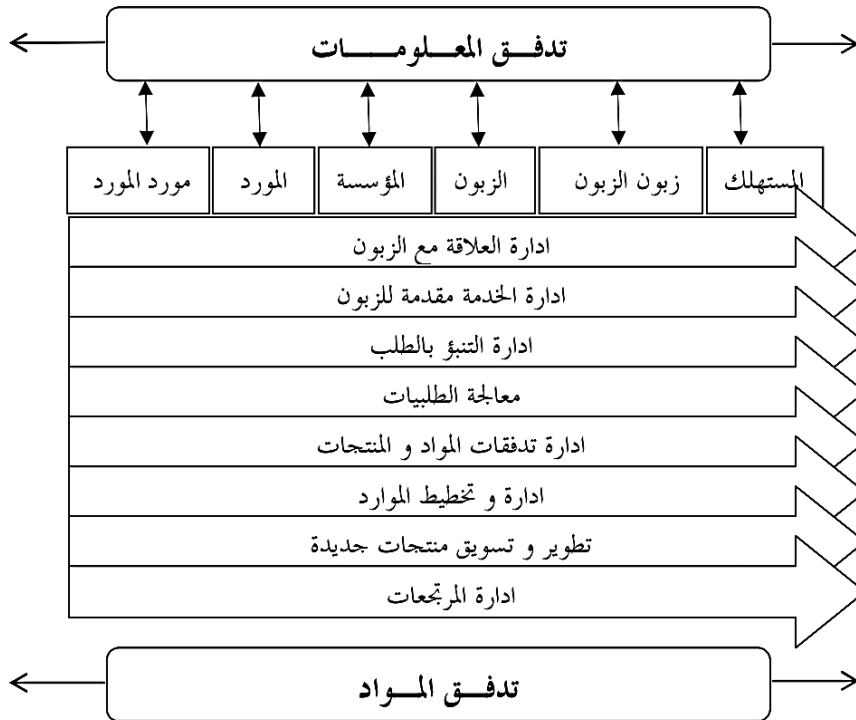 تدفق المعلومات
المستهلك
زبون الزبون
الزبون
المؤسسة
المورد
مورد المورد
ادارة العلاقة مع الزبون
ادارة الخدمة مقدمة للزبون
ادارة التنبؤ بالطلب
معالجة الطلبيات
ادارة تدفقات المواد و المنتجات
ادارة و تخطيط الموارد
تطوير و تسويق منتجات جديدة
ادارة المرتجعات
تدفق المواد